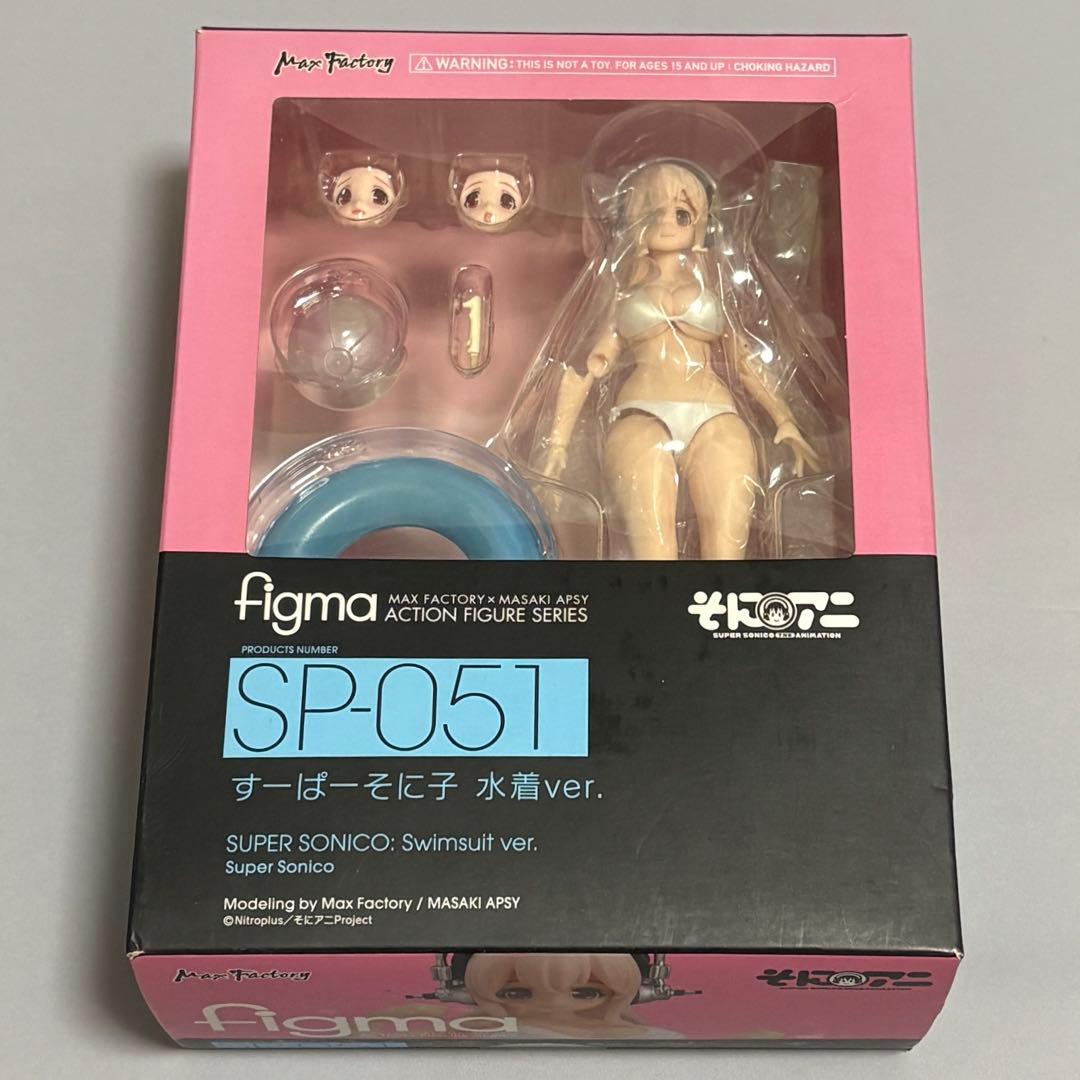 Max Factory
⚠WARNING: THIS IS NOT A TOY. FOR AGES 15 AND UP : CHOKING HAZARD
figma
MAX FACTORY×MASAKI APSY
ACTION FIGURE SERIES
そに アニ
SUPER SONICO THE ANIMATION
PRODUCTS NUMBER
SP-051
すーぱーそに子 水着ver.
SUPER SONICO: Swimsuit ver.
Super Sonico
Modeling by Max Factory / MASAKI APSY
©Nitroplus/そにアニProject
Max Factory
そに アニ
figma